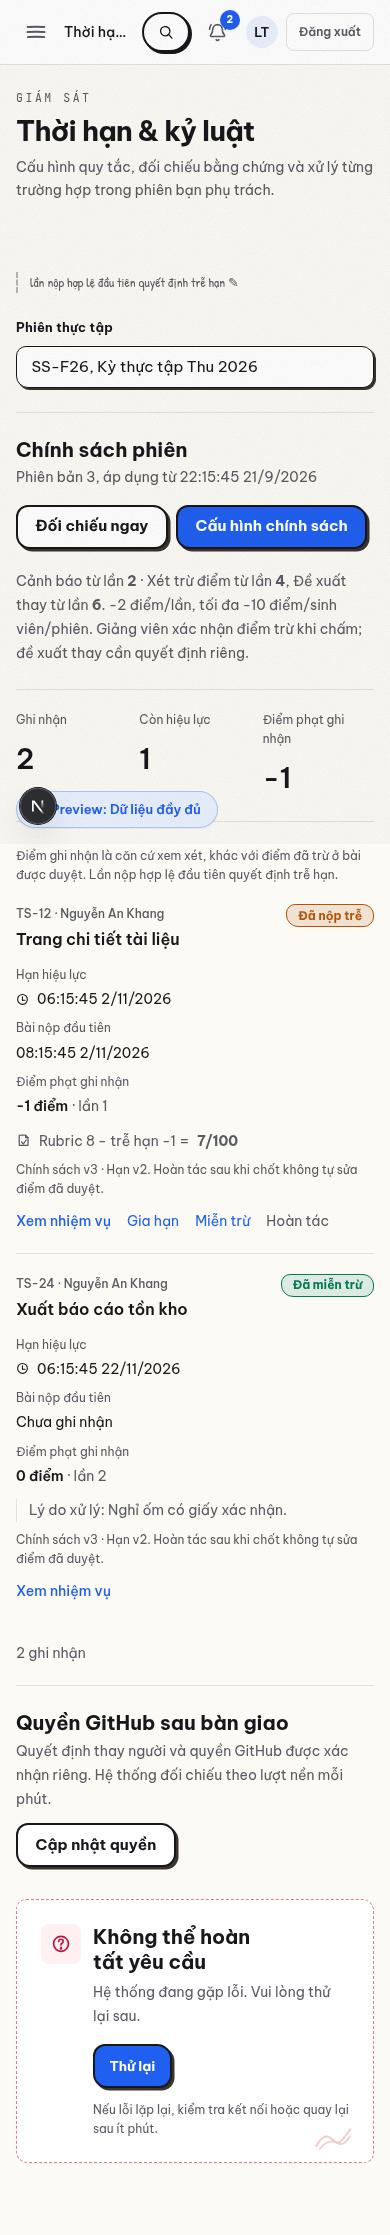 Thời hạ...
2
LT
Đăng xuất
GIÁM SÁT
Thời hạn & kỷ luật
Cấu hình quy tắc, đối chiếu bằng chứng và xử lý từng
trường hợp trong phiên bạn phụ trách.
lần nộp hợp lệ đầu tiên quyết định trễ hạn ✎
Phiên thực tập
SS-F26, Kỳ thực tập Thu 2026
Chính sách phiên
Phiên bản 3, áp dụng từ 22:15:45 21/9/2026
Đối chiếu ngay
Cấu hình chính sách
Cảnh báo từ lần 2 · Xét trừ điểm từ lần 4, Đề xuất
thay từ lần 6. -2 điểm/lần, tối đa -10 điểm/sinh
viên/phiên. Giảng viên xác nhận điểm trừ khi chấm;
đề xuất thay cần quyết định riêng.
Ghi nhận
Còn hiệu lực
Điểm phạt ghi
nhận
2
1
-1
N
Preview: Dữ liệu đầy đủ
Điểm ghi nhận là căn cứ xem xét, khác với điểm đã trừ ở bài
được duyệt. Lần nộp hợp lệ đầu tiên quyết định trễ hạn.
TS-12 · Nguyễn An Khang
Đã nộp trễ
Trang chi tiết tài liệu
Hạn hiệu lực
06:15:45 2/11/2026
Bài nộp đầu tiên
08:15:45 2/11/2026
Điểm phạt ghi nhận
-1 điểm · lần 1
Rubric 8 - trễ hạn -1 = 7/100
Chính sách v3 · Hạn v2. Hoàn tác sau khi chốt không tự sửa
điểm đã duyệt.
Xem nhiệm vụ
Gia hạn
Miễn trừ
Hoàn tác
TS-24 · Nguyễn An Khang
Đã miễn trừ
Xuất báo cáo tồn kho
Hạn hiệu lực
06:15:45 22/11/2026
Bài nộp đầu tiên
Chưa ghi nhận
Điểm phạt ghi nhận
0 điểm · lần 2
Lý do xử lý: Nghỉ ốm có giấy xác nhận.
Chính sách v3 · Hạn v2. Hoàn tác sau khi chốt không tự sửa
điểm đã duyệt.
Xem nhiệm vụ
2 ghi nhận
Quyền GitHub sau bàn giao
Quyết định thay người và quyền GitHub được xác
nhận riêng. Hệ thống đối chiếu theo lượt nền mỗi
phút.
Cập nhật quyền
Không thể hoàn
tất yêu cầu
Hệ thống đang gặp lỗi. Vui lòng thử
lại sau.
Thử lại
Nếu lỗi lặp lại, kiểm tra kết nối hoặc quay lại
sau ít phút.